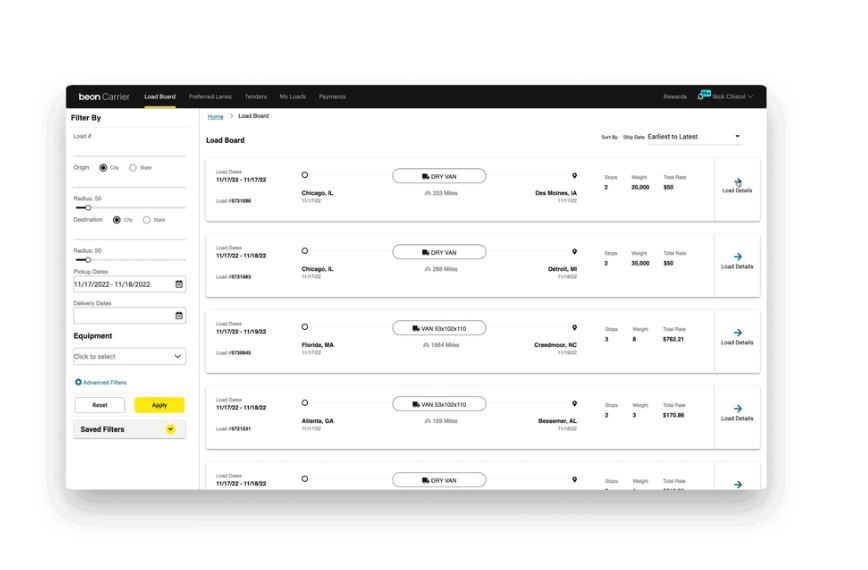 beon Carrier Load Board Preferred Lanes Tenders My Loads Payments Rewards 99+ Nick Chistol
Filter By
Load #
Origin City State
Radius: 50
Destination City State
Radius: 50
Pickup Dates
11/17/2022 - 11/18/2022
Delivery Dates
Equipment
Click to select
Advanced Filters
Reset Apply
Saved Filters
Home > Load Board
Load Board
Sort By: Ship Date Earliest to Latest
Load Dates
11/17/22 - 11/17/22
Load #5731090
Chicago, IL
11/17/22
DRY VAN
333 Miles
Des Moines, IA
11/17/22
Stops Weight Total Rate
2 20,000 $50
Load Details
Load Dates
11/17/22 - 11/18/22
Load #5731083
Chicago, IL
11/17/22
DRY VAN
288 Miles
Detroit, MI
11/18/22
Stops Weight Total Rate
2 35,000 $50
Load Details
Load Dates
11/17/22 - 11/19/22
Load #5730645
Florida, MA
11/17/22
VAN 53x102x110
1684 Miles
Creedmoor, NC
11/19/22
Stops Weight Total Rate
3 8 $762.21
Load Details
Load Dates
11/17/22 - 11/18/22
Load #5721531
Atlanta, GA
11/17/22
VAN 53x102x110
169 Miles
Bessemer, AL
11/18/22
Stops Weight Total Rate
2 3 $170.86
Load Details
Load Dates
11/17/22 - 11/18/22
DRY VAN
Stops Weight Total Rate